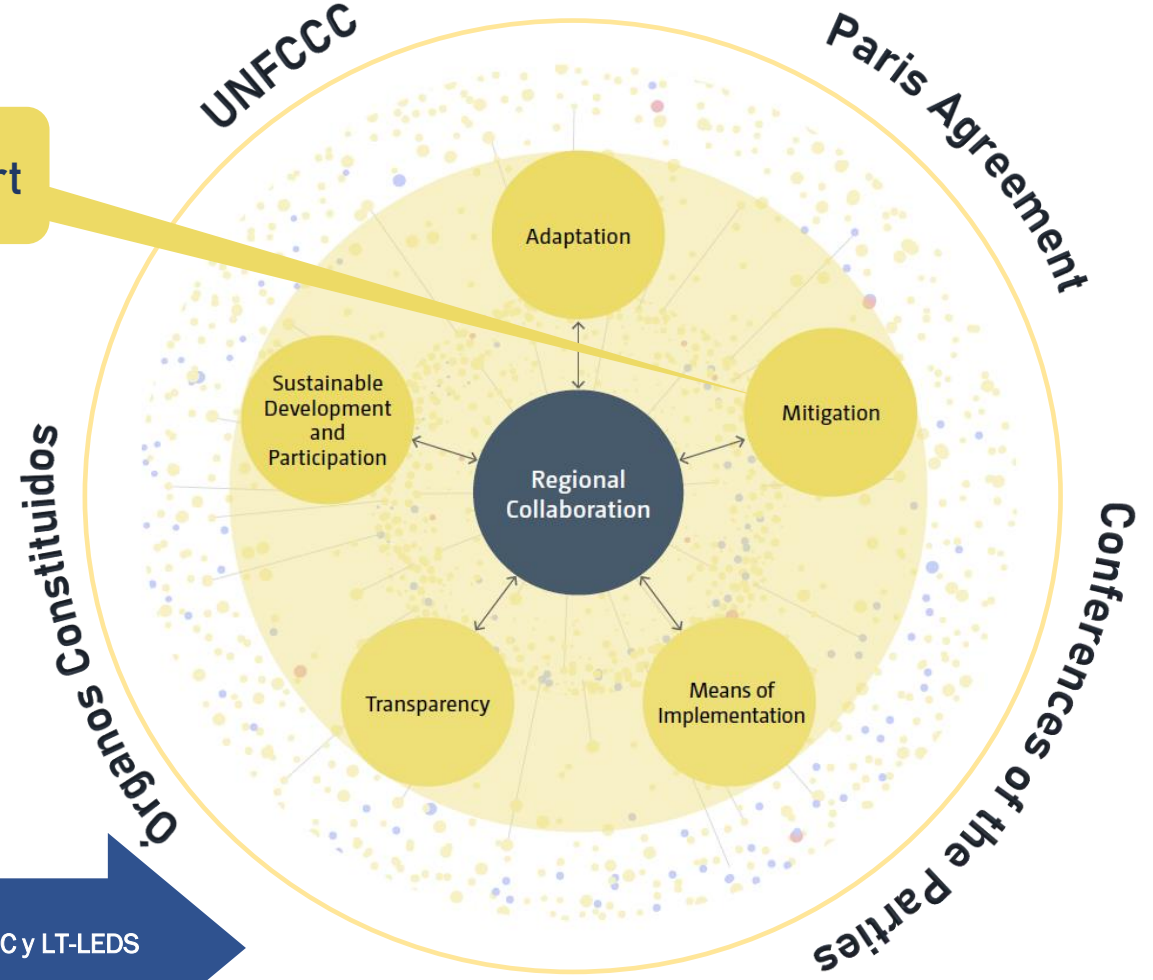 UNFCCC
Paris Agreement
rt
Adaptation
Sustainable
Development
and
Participation
Mitigation
Regional
Collaboration
Transparency
Means of
Implementation
Órganos Constituidos
Conferences of the Parties
C y LT-LEDS